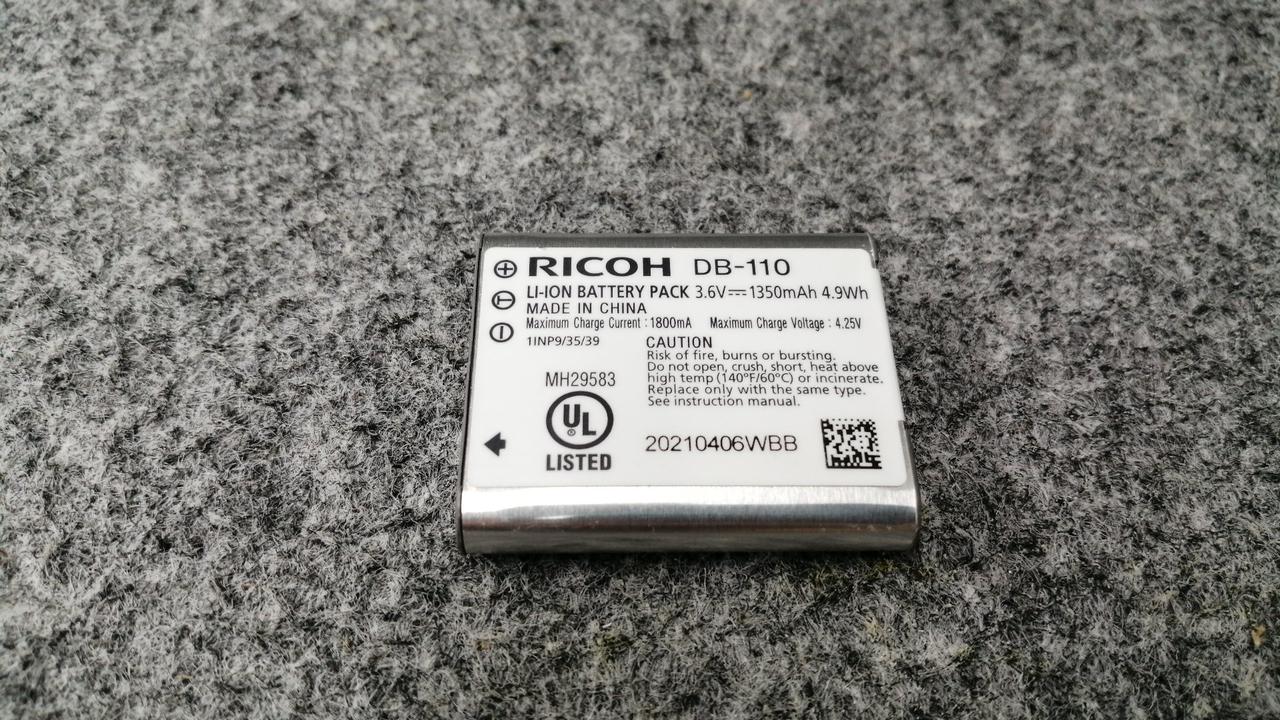 RICOH DB-110
LI-ION BATTERY PACK 3.6V⎓1350mAh 4.9Wh
MADE IN CHINA
Maximum Charge Current : 1800mA Maximum Charge Voltage : 4.25V
1INP9/35/39
CAUTION
Risk of fire, burns or bursting.
Do not open, crush, short, heat above
high temp (140°F/60°C) or incinerate.
Replace only with the same type.
See instruction manual.
MH29583
UL
®
LISTED
20210406WBB